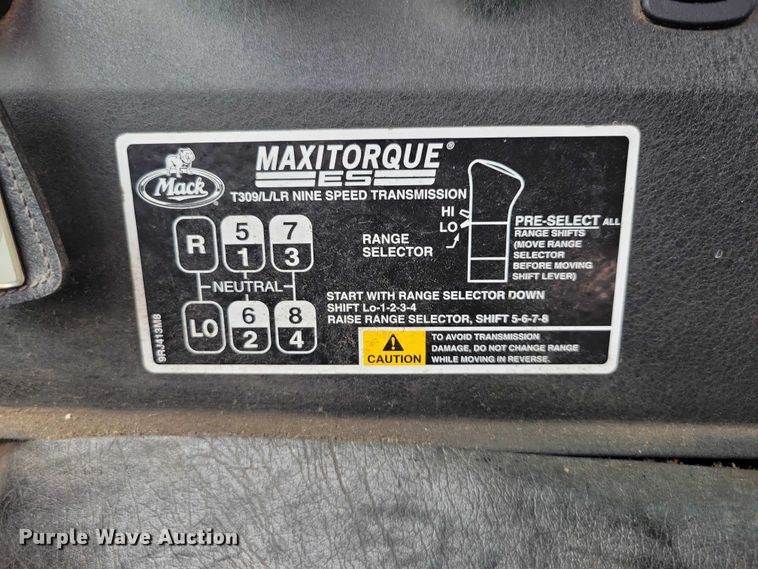 Mack
MAXITORQUE®
ES
T309/L/LR NINE SPEED TRANSMISSION
R 5 7
1 3
NEUTRAL
LO 6 8
2 4
9RJ413M8
HI
LO
RANGE
SELECTOR
PRE-SELECT ALL
RANGE SHIFTS
(MOVE RANGE
SELECTOR
BEFORE MOVING
SHIFT LEVER)
START WITH RANGE SELECTOR DOWN
SHIFT Lo-1-2-3-4
RAISE RANGE SELECTOR, SHIFT 5-6-7-8
CAUTION
TO AVOID TRANSMISSION
DAMAGE, DO NOT CHANGE RANGE
WHILE MOVING IN REVERSE.
Purple Wave Auction